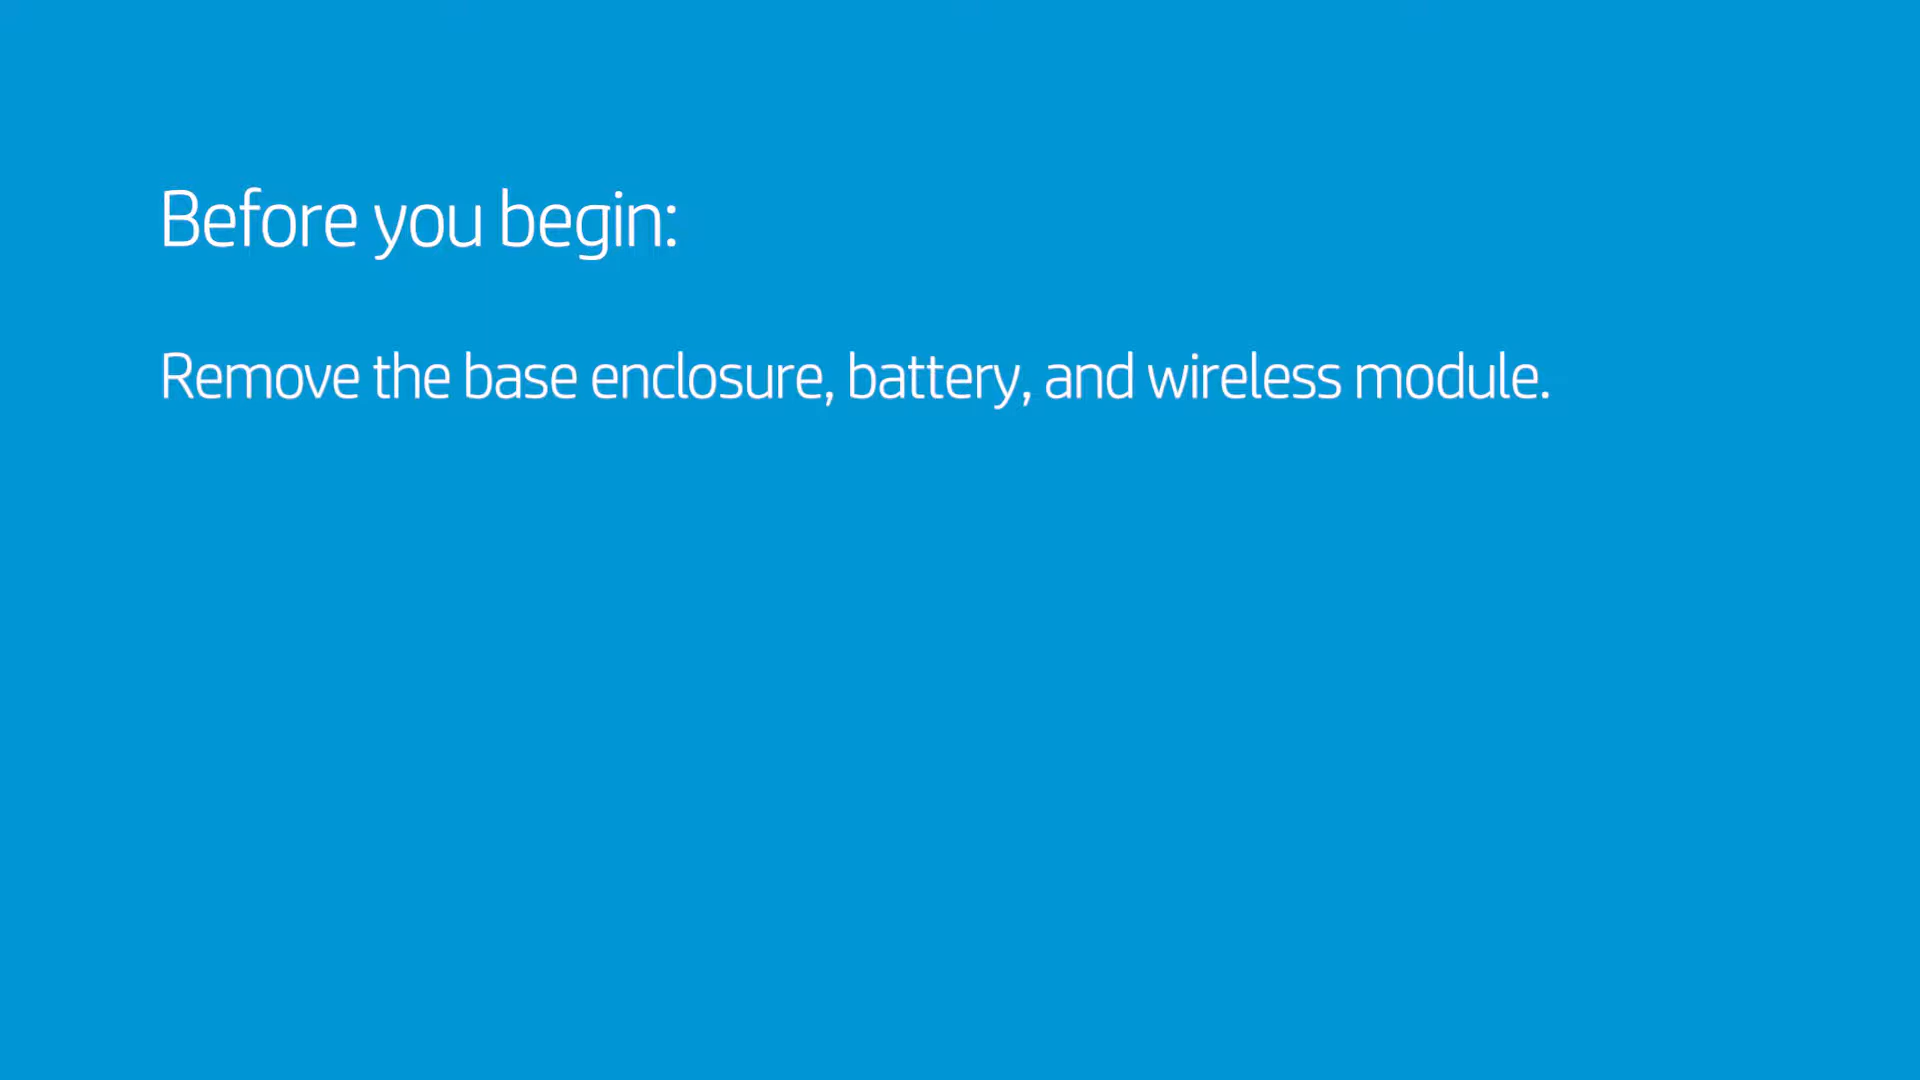 Before you begin:
Remove the base enclosure, battery, and wireless module.